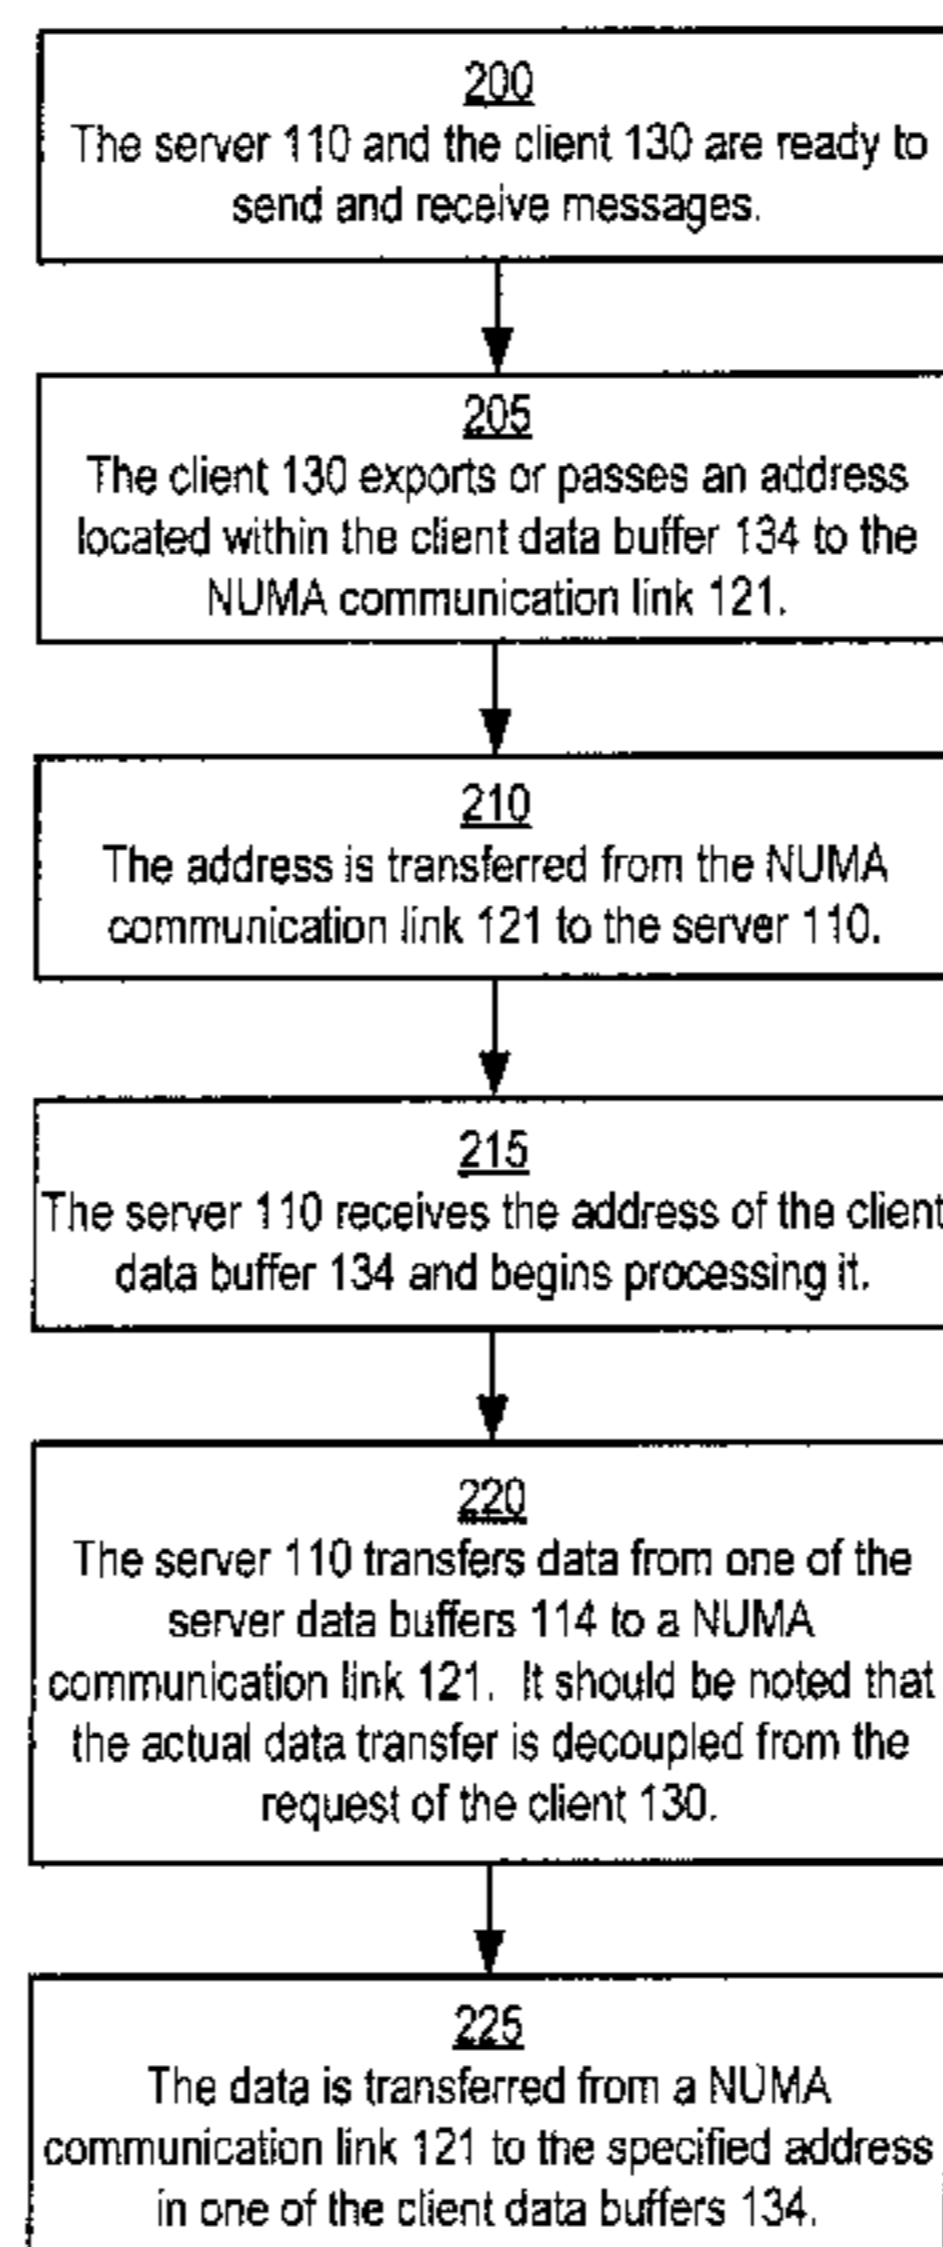 200
The server 110 and the client 130 are ready to
send and receive messages.
205
The client 130 exports or passes an address
located within the client data buffer 134 to the
NUMA communication link 121.
210
The address is transferred from the NUMA
communication link 121 to the server 110.
215
The server 110 receives the address of the client
data buffer 134 and begins processing it.
220
The server 110 transfers data from one of the
server data buffers 114 to a NUMA
communication link 121. It should be noted that
the actual data transfer is decoupled from the
request of the client 130.
225
The data is transferred from a NUMA
communication link 121 to the specified address
in one of the client data buffers 134.